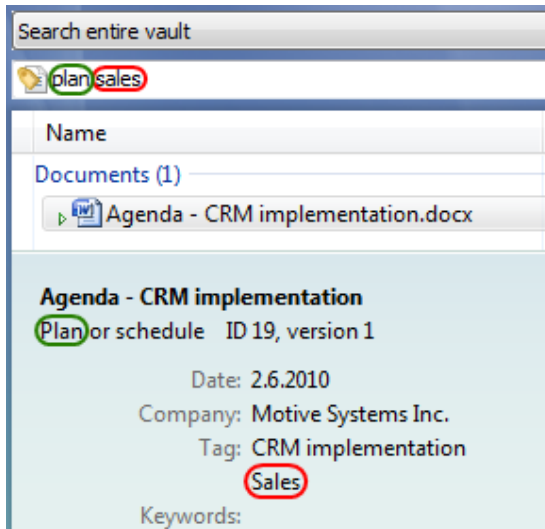 Search entire vault
plan sales
Name
Documents (1)
Agenda - CRM implementation.docx
Agenda - CRM implementation
Plan or schedule ID 19, version 1
Date: 2.6.2010
Company: Motive Systems Inc.
Tag: CRM implementation
Sales
Keywords: